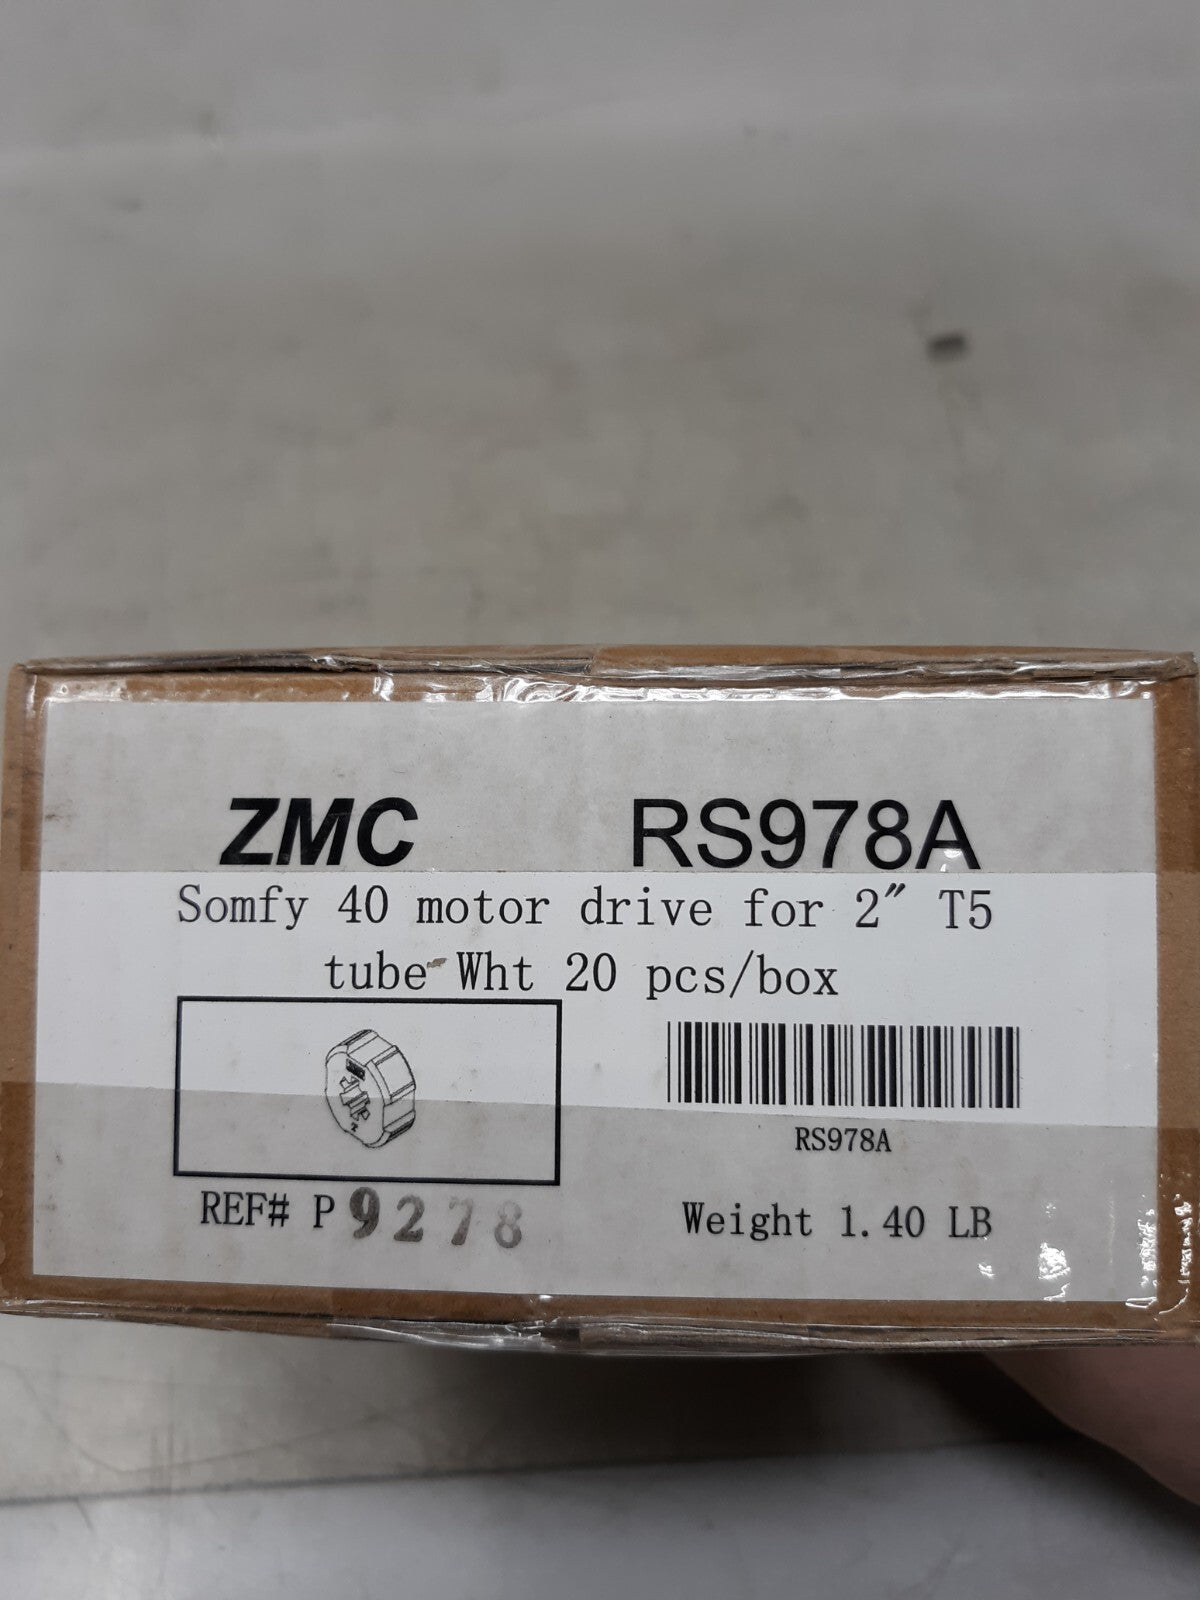 ZMC RS978A
Somfy 40 motor drive for 2" T5
tube Wht 20 pcs/box
RS978A
REF# P 9278
Weight 1.40 LB